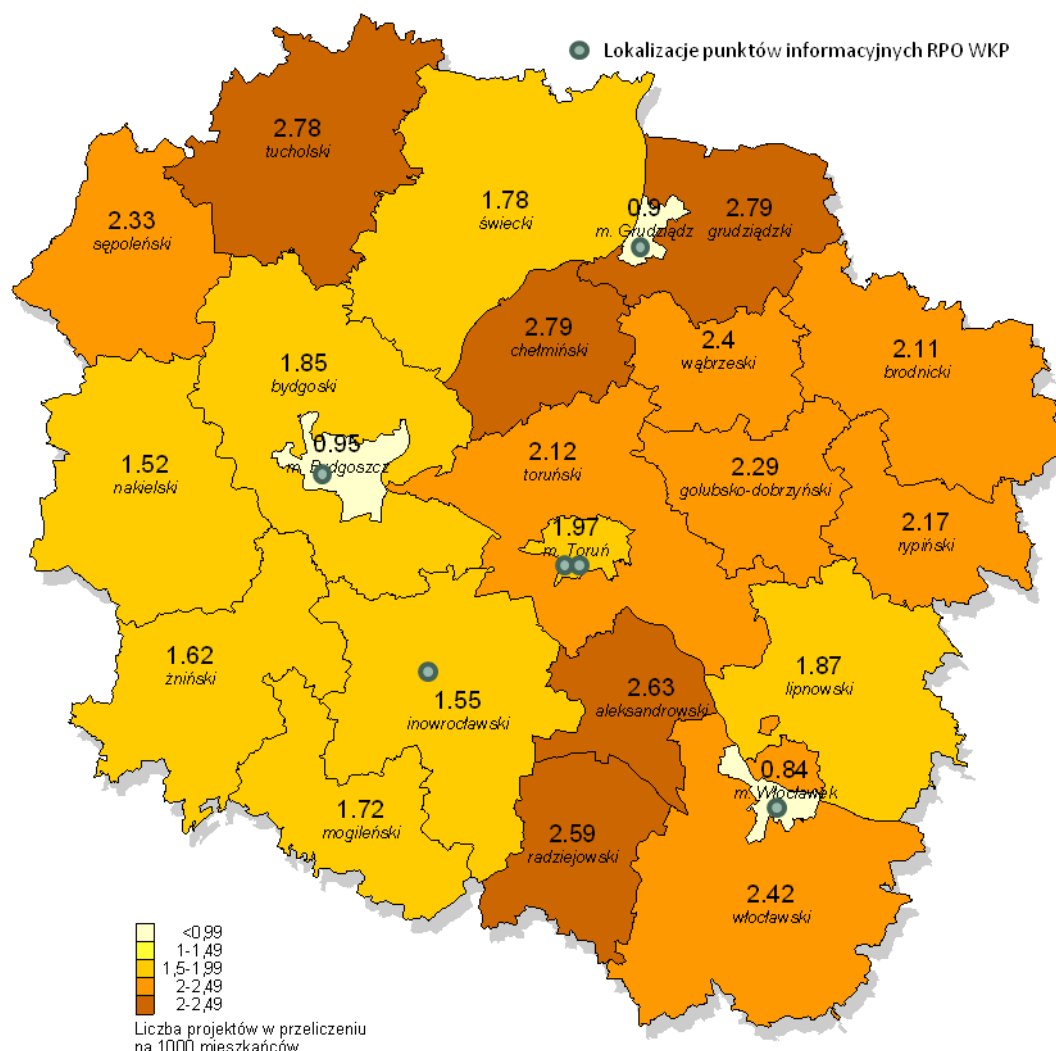 Lokalizacje punktów informacyjnych RPO WKP
2.78
tucholski
1.78
świecki
2.33
sępoleński
0.9
m. Grudziądz
2.79
grudziądzki
2.79
chełmiński
2.4
wąbrzeski
2.11
brodnicki
1.85
bydgoski
0.95
m. Bydgoszcz
1.52
nakielski
2.12
toruński
2.29
golubsko-dobrzyński
2.17
rypiński
1.97
m. Toruń
1.62
żniński
1.55
inowrocławski
2.63
aleksandrowski
1.87
lipnowski
0.84
m. Włocławek
1.72
mogileński
2.59
radziejowski
2.42
włocławski
<0,99
1-1,49
1,5-1,99
2-2,49
2-2,49
Liczba projektów w przeliczeniu
na 1000 mieszkańców